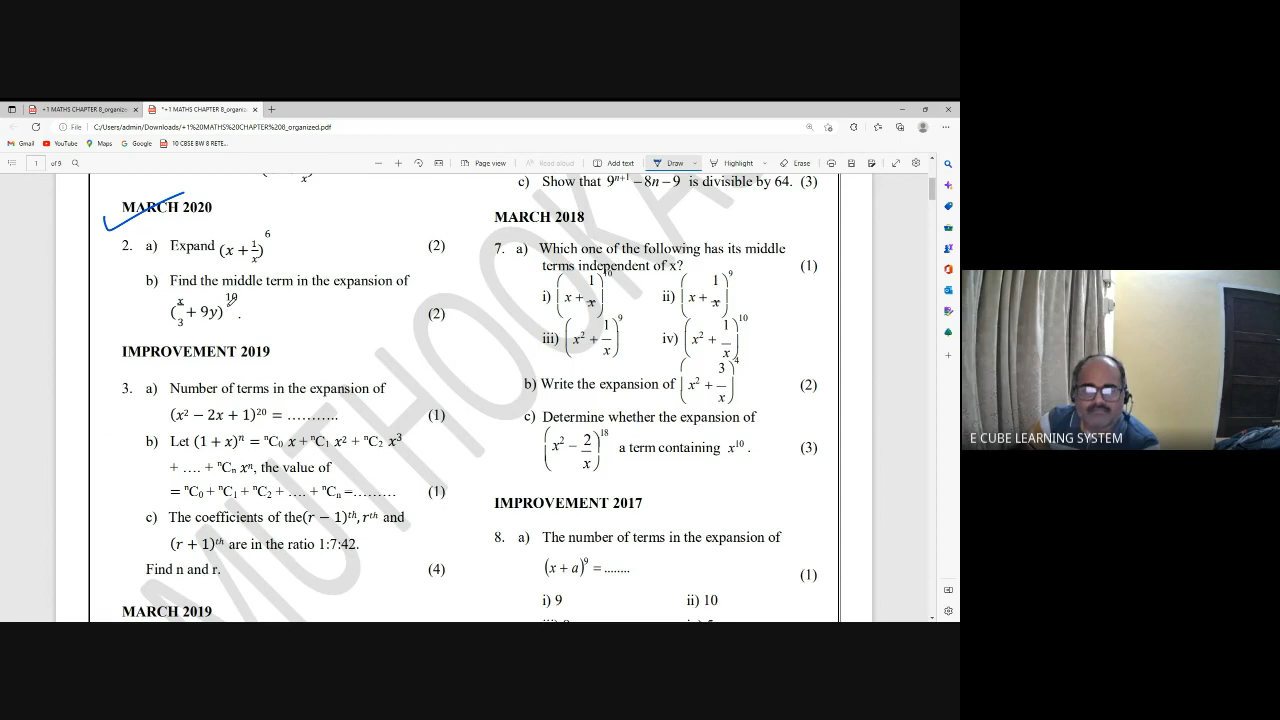 +1 MATHS CHAPTER 8_organize
*+1 MATHS CHAPTER 8_organiz
File
C:/Users/admin/Downloads/+1%20MATHS%20CHAPTER%208_organized.pdf
Gmail YouTube Maps Google 10 CBSE BW 8 RETE...
1 of 9
Page view Read aloud Add text Draw Highlight Erase
MARCH 2020
2. a) Expand (x + 1/x)^6 (2)
b) Find the middle term in the expansion of
(x/3 + 9y)^10 . (2)
IMPROVEMENT 2019
3. a) Number of terms in the expansion of
(x² − 2x + 1)²⁰ = ……….. (1)
b) Let (1 + x)ⁿ = ⁿC₀ x + ⁿC₁ x² + ⁿC₂ x³
+ …. + ⁿCₙ xⁿ, the value of
= ⁿC₀ + ⁿC₁ + ⁿC₂ + …. + ⁿCₙ =……… (1)
c) The coefficients of the(r − 1)ᵗʰ, rᵗʰ and
(r + 1)ᵗʰ are in the ratio 1:7:42.
Find n and r. (4)
MARCH 2019
c) Show that 9ⁿ⁺¹ − 8n − 9 is divisible by 64. (3)
MARCH 2018
7. a) Which one of the following has its middle
terms independent of x? (1)
i) (x + 1/x)^10 ii) (x + 1/x)^9
iii) (x² + 1/x)^9 iv) (x² + 1/x)^10
b) Write the expansion of (x² + 3/x)^4 (2)
c) Determine whether the expansion of
(x² − 2/x)^18 a term containing x¹⁰ . (3)
IMPROVEMENT 2017
8. a) The number of terms in the expansion of
(x + a)⁹ = ........ (1)
i) 9 ii) 10
MUTHOOKA
E CUBE LEARNING SYSTEM